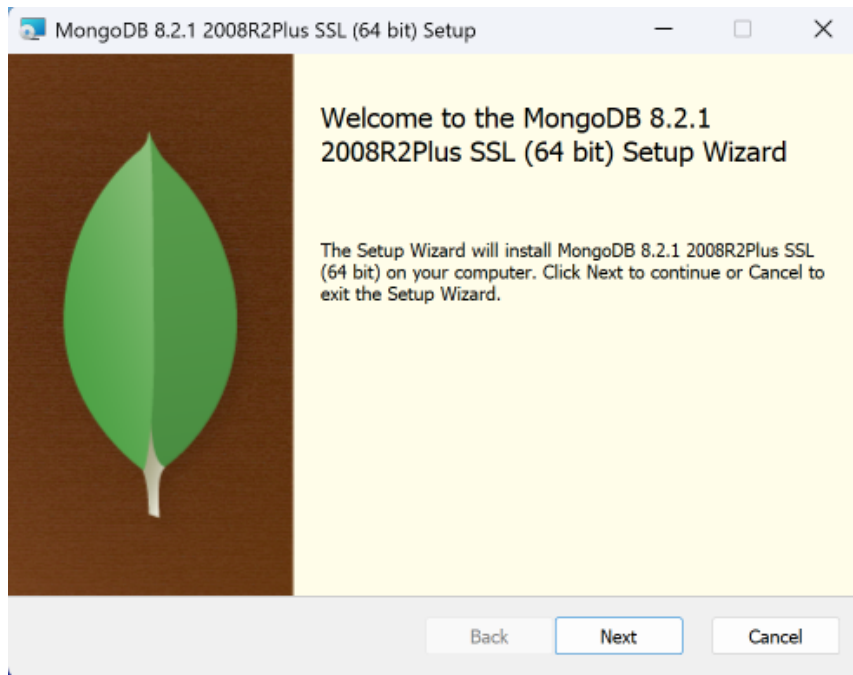 MongoDB 8.2.1 2008R2Plus SSL (64 bit) Setup
Welcome to the MongoDB 8.2.1
2008R2Plus SSL (64 bit) Setup Wizard
The Setup Wizard will install MongoDB 8.2.1 2008R2Plus SSL
(64 bit) on your computer. Click Next to continue or Cancel to
exit the Setup Wizard.
Back Next Cancel